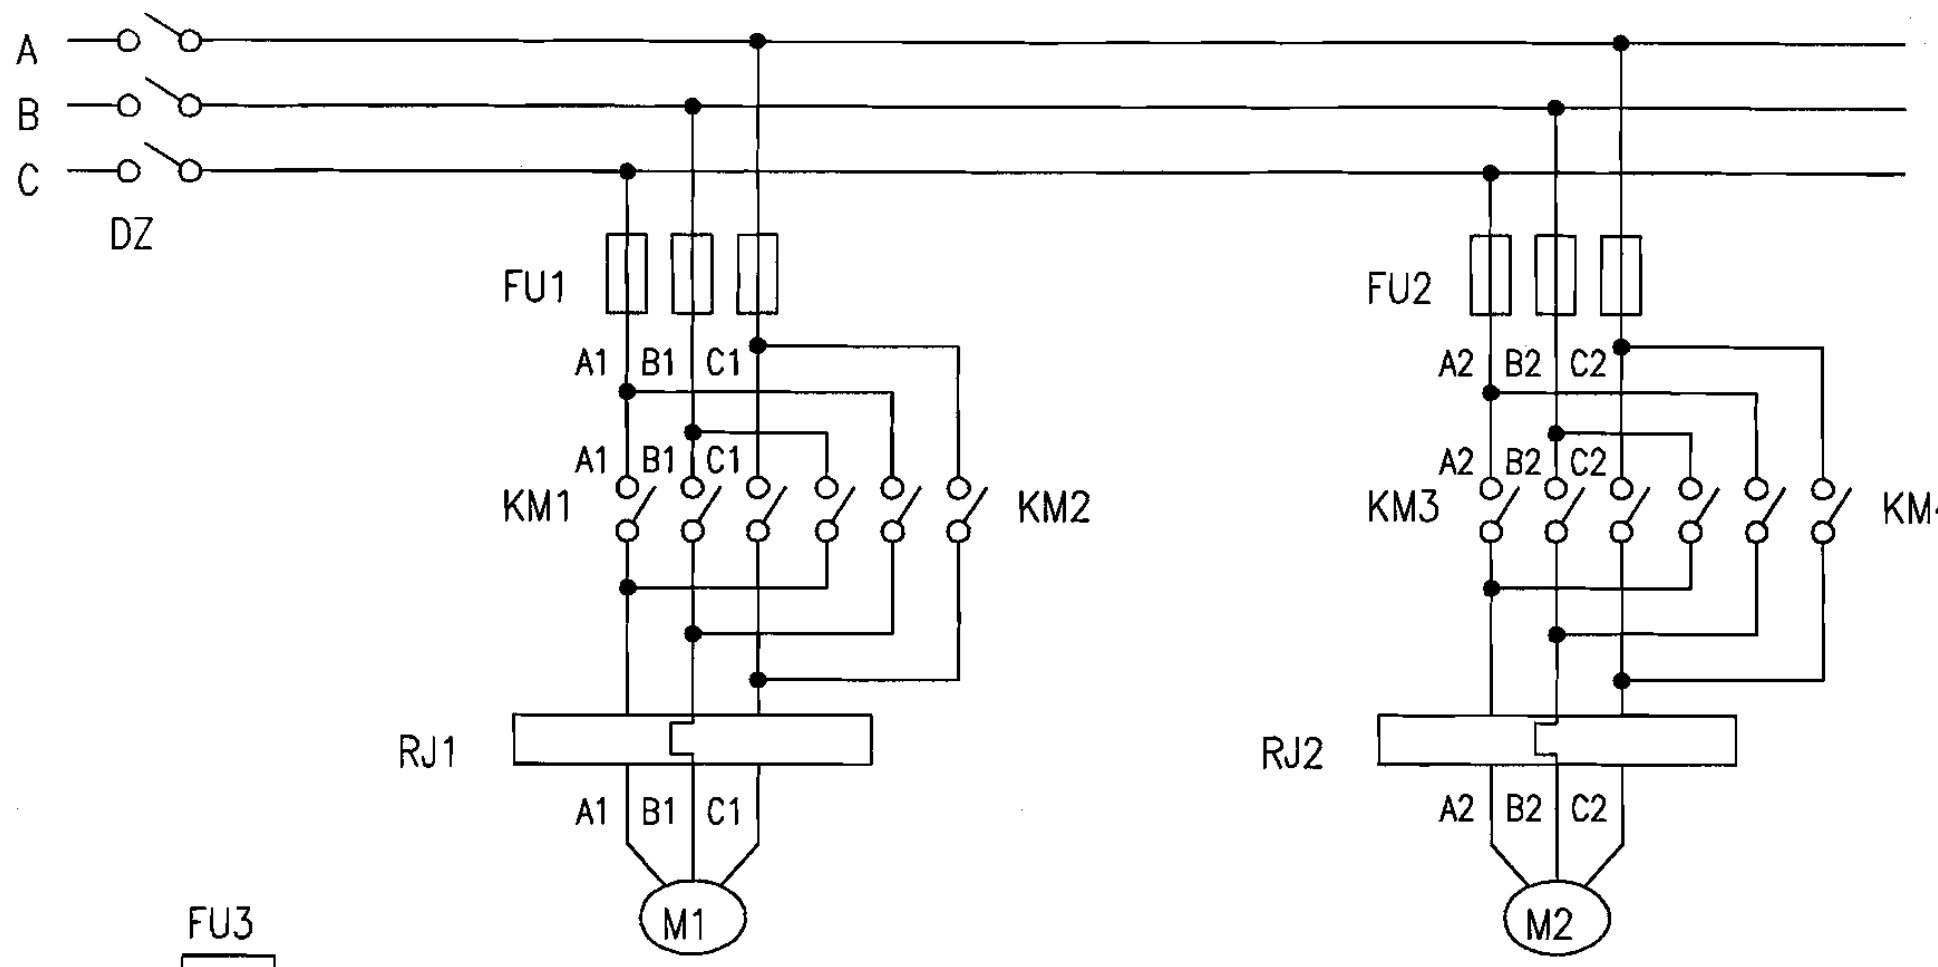 A
B
C
DZ
FU1
FU2
A1 B1 C1
A2 B2 C2
A1 B1 C1
A2 B2 C2
KM1
KM2
KM3
RJ1
RJ2
A1 B1 C1
A2 B2 C2
FU3
M1
M2